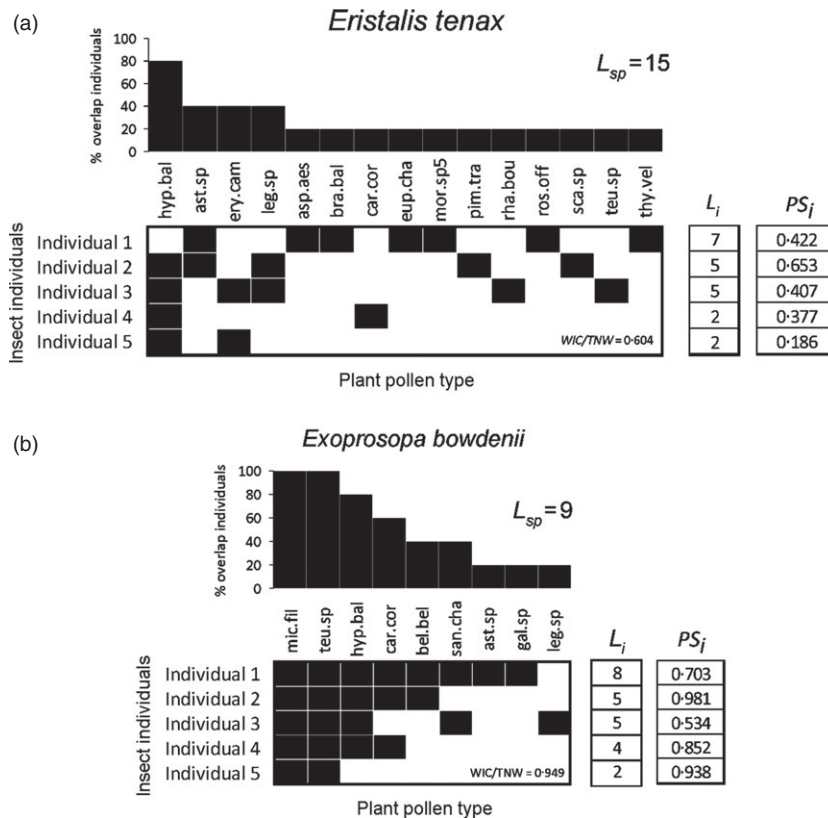 (a)
Eristalis tenax
Lsp = 15
% overlap individuals
100
80
60
40
20
0
hyp.bal
ast.sp
ery.cam
leg.sp
asp.aes
bra.bal
car.cor
eup.cha
mor.sp5
pim.tra
rha.bou
ros.off
sca.sp
teu.sp
thy.vel
Li
PSi
Insect individuals
Individual 1
7
0·422
Individual 2
5
0·653
Individual 3
5
0·407
Individual 4
2
0·377
Individual 5
WIC/TNW = 0·604
2
0·186
Plant pollen type
(b)
Exoprosopa bowdenii
Lsp = 9
% overlap individuals
100
80
60
40
20
0
mic.fil
teu.sp
hyp.bal
car.cor
bel.bel
san.cha
ast.sp
gal.sp
leg.sp
Li
PSi
Insect individuals
Individual 1
8
0·703
Individual 2
5
0·981
Individual 3
5
0·534
Individual 4
4
0·852
Individual 5
WIC/TNW = 0·949
2
0·938
Plant pollen type